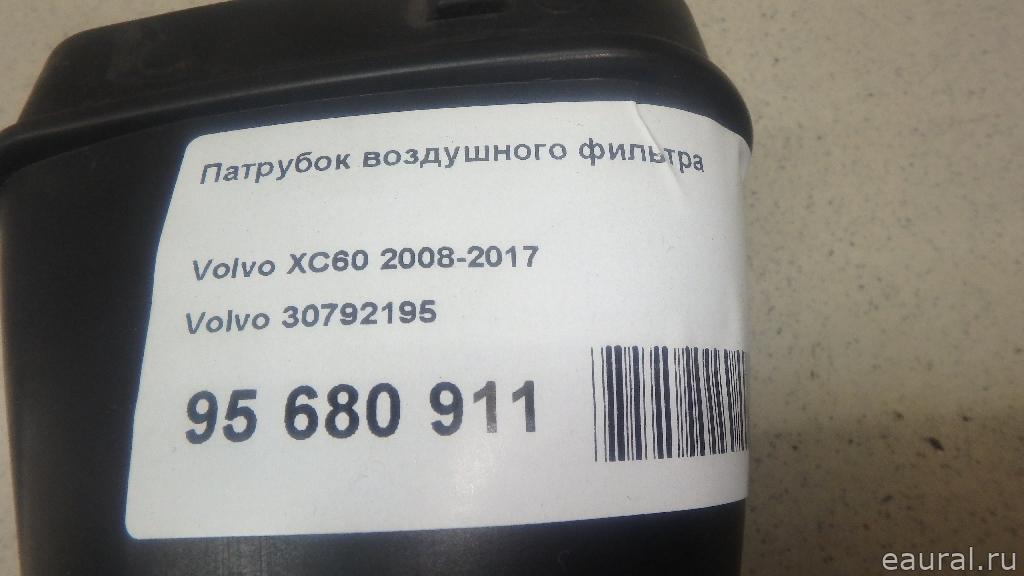 Патрубок воздушного фильтра
Volvo XC60 2008-2017
Volvo 30792195
95 680 911
eaural.ru